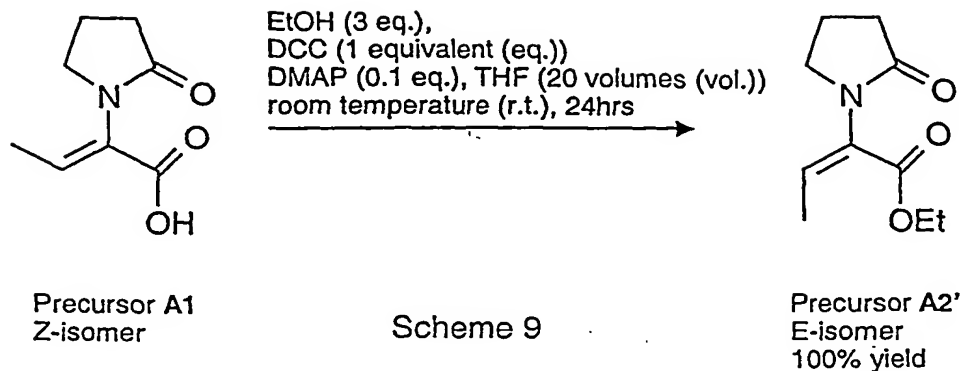 EtOH (3 eq.),
DCC (1 equivalent (eq.))
DMAP (0.1 eq.), THF (20 volumes (vol.))
room temperature (r.t.), 24hrs
N
O
O
OH
N
O
O
OEt
Precursor A1
Z-isomer
Scheme 9
Precursor A2'
E-isomer
100% yield